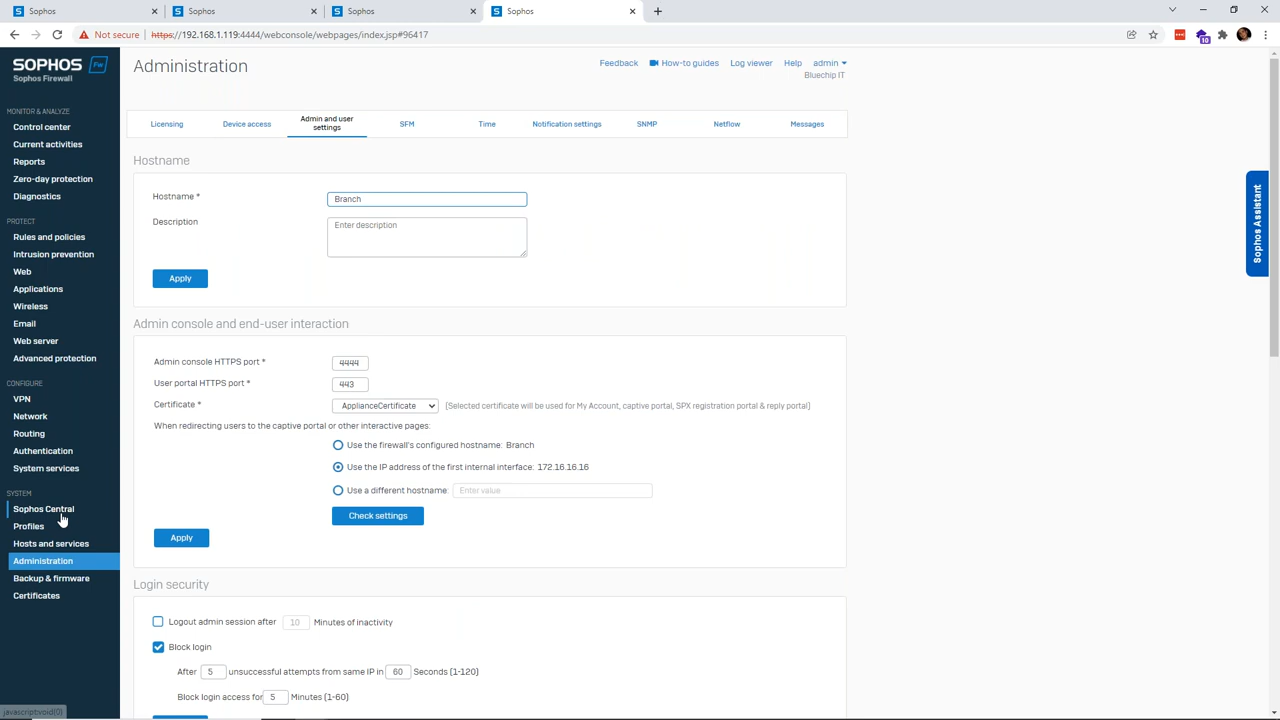 Sophos
Sophos
Sophos
Sophos
Not secure https://192.168.1.119:4444/webconsole/webpages/index.jsp#96417
10
SOPHOS Fw
Sophos Firewall
Administration
Feedback How-to guides Log viewer Help admin
Bluechip IT
MONITOR & ANALYZE
Control center
Current activities
Reports
Zero-day protection
Diagnostics
PROTECT
Rules and policies
Intrusion prevention
Web
Applications
Wireless
Email
Web server
Advanced protection
CONFIGURE
VPN
Network
Routing
Authentication
System services
SYSTEM
Sophos Central
Profiles
Hosts and services
Administration
Backup & firmware
Certificates
Licensing Device access Admin and user settings SFM Time Notification settings SNMP Netflow Messages
Hostname
Hostname * Branch
Description Enter description
Apply
Admin console and end-user interaction
Admin console HTTPS port * 4444
User portal HTTPS port * 443
Certificate * ApplianceCertificate [Selected certificate will be used for My Account, captive portal, SPX registration portal & reply portal]
When redirecting users to the captive portal or other interactive pages:
Use the firewall's configured hostname: Branch
Use the IP address of the first internal interface: 172.16.16.16
Use a different hostname: Enter value
Check settings
Apply
Login security
Logout admin session after 10 Minutes of inactivity
Block login
After 5 unsuccessful attempts from same IP in 60 Seconds [1-120]
Block login access for 5 Minutes [1-60]
Sophos Assistant
javascript:void(0)